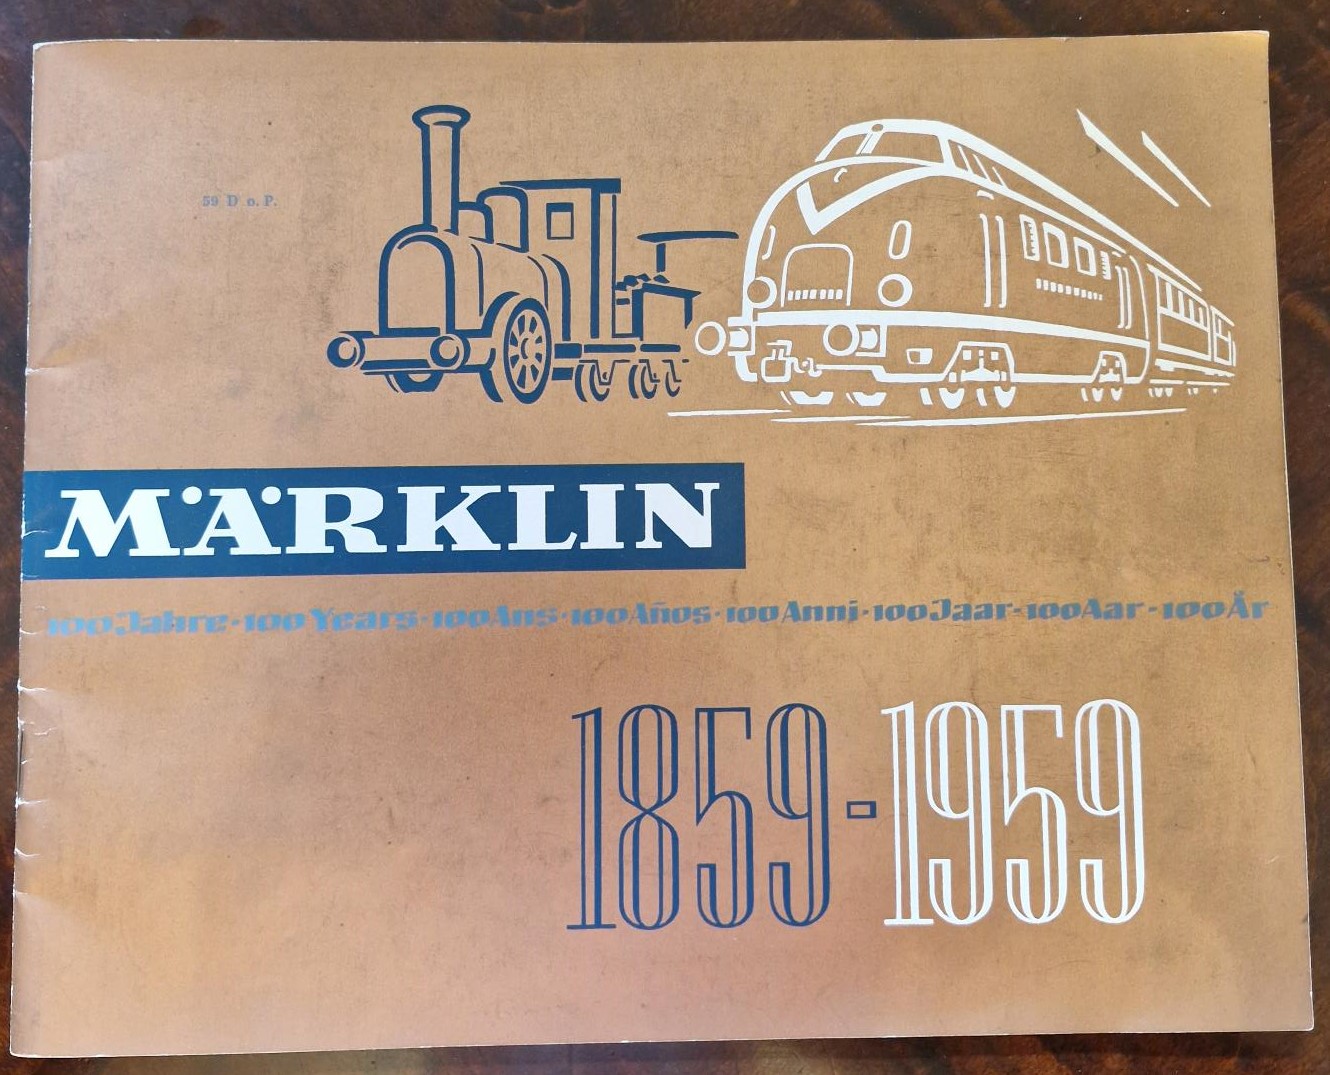 59 D o. P.
MÄRKLIN
100 Jahre-100 Years-100 Ans-100 Años-100 Anni-100 Jaar-100 Aar-100 År
1859-1959